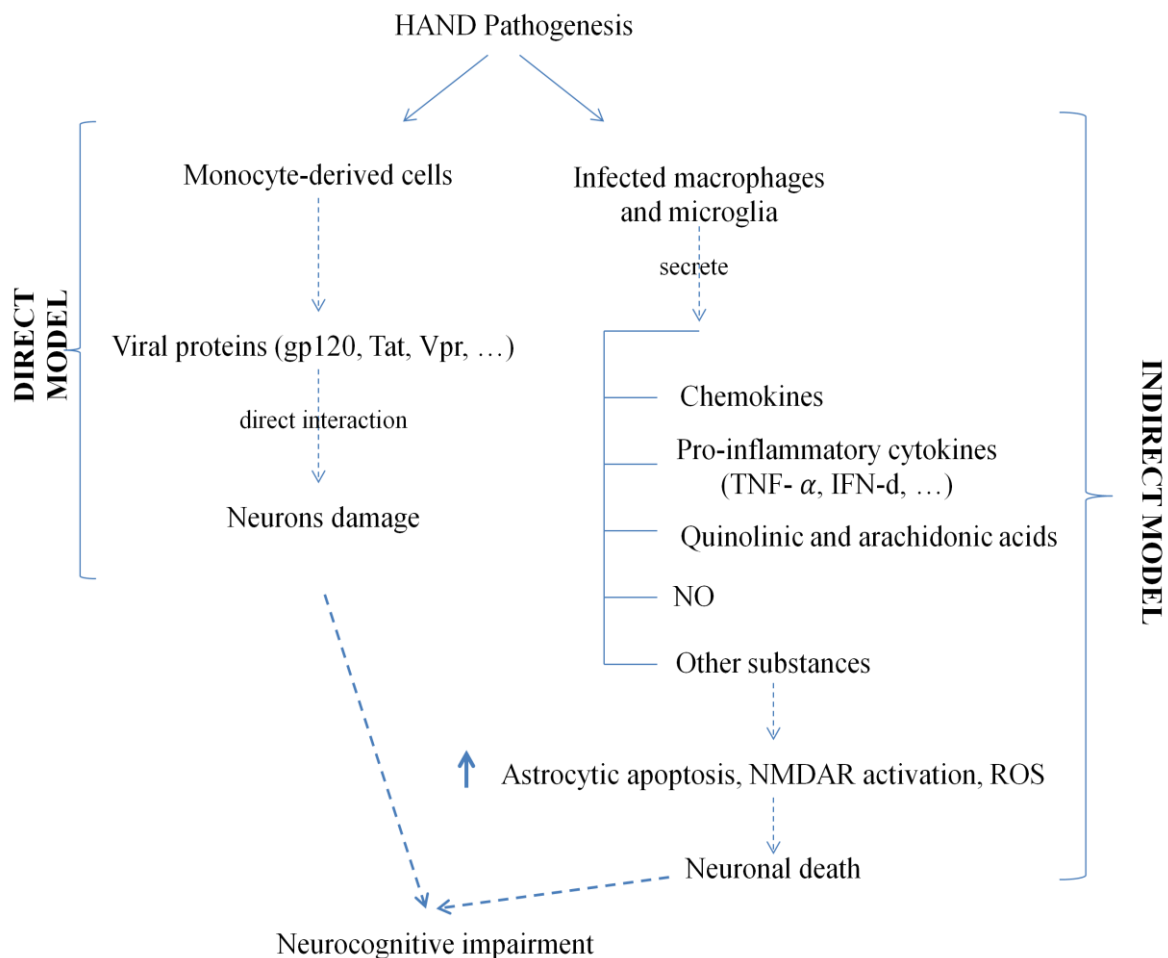 HAND Pathogenesis
DIRECT
MODEL
Monocyte-derived cells
Viral proteins (gp120, Tat, Vpr, …)
direct interaction
Neurons damage
Infected macrophages
and microglia
secrete
Chemokines
Pro-inflammatory cytokines
(TNF- α, IFN-d, …)
Quinolinic and arachidonic acids
NO
Other substances
Astrocytic apoptosis, NMDAR activation, ROS
Neuronal death
INDIRECT MODEL
Neurocognitive impairment